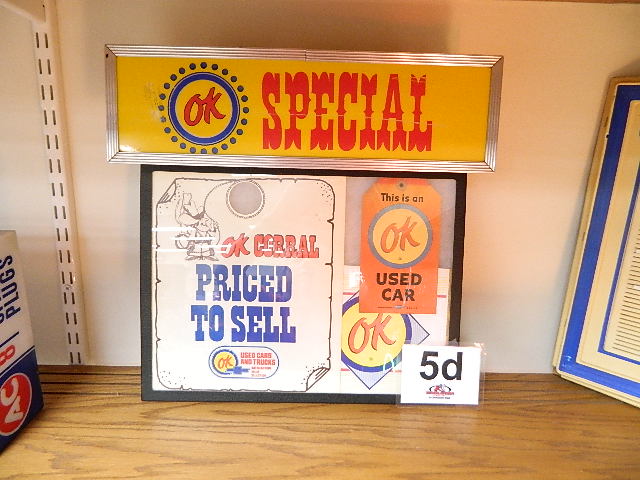 OK SPECIAL
OK CORRAL
PRICED
TO SELL
OK USED CARS
AND TRUCKS
This is an
OK
USED
CAR
OK
5d
PLUGS
AC